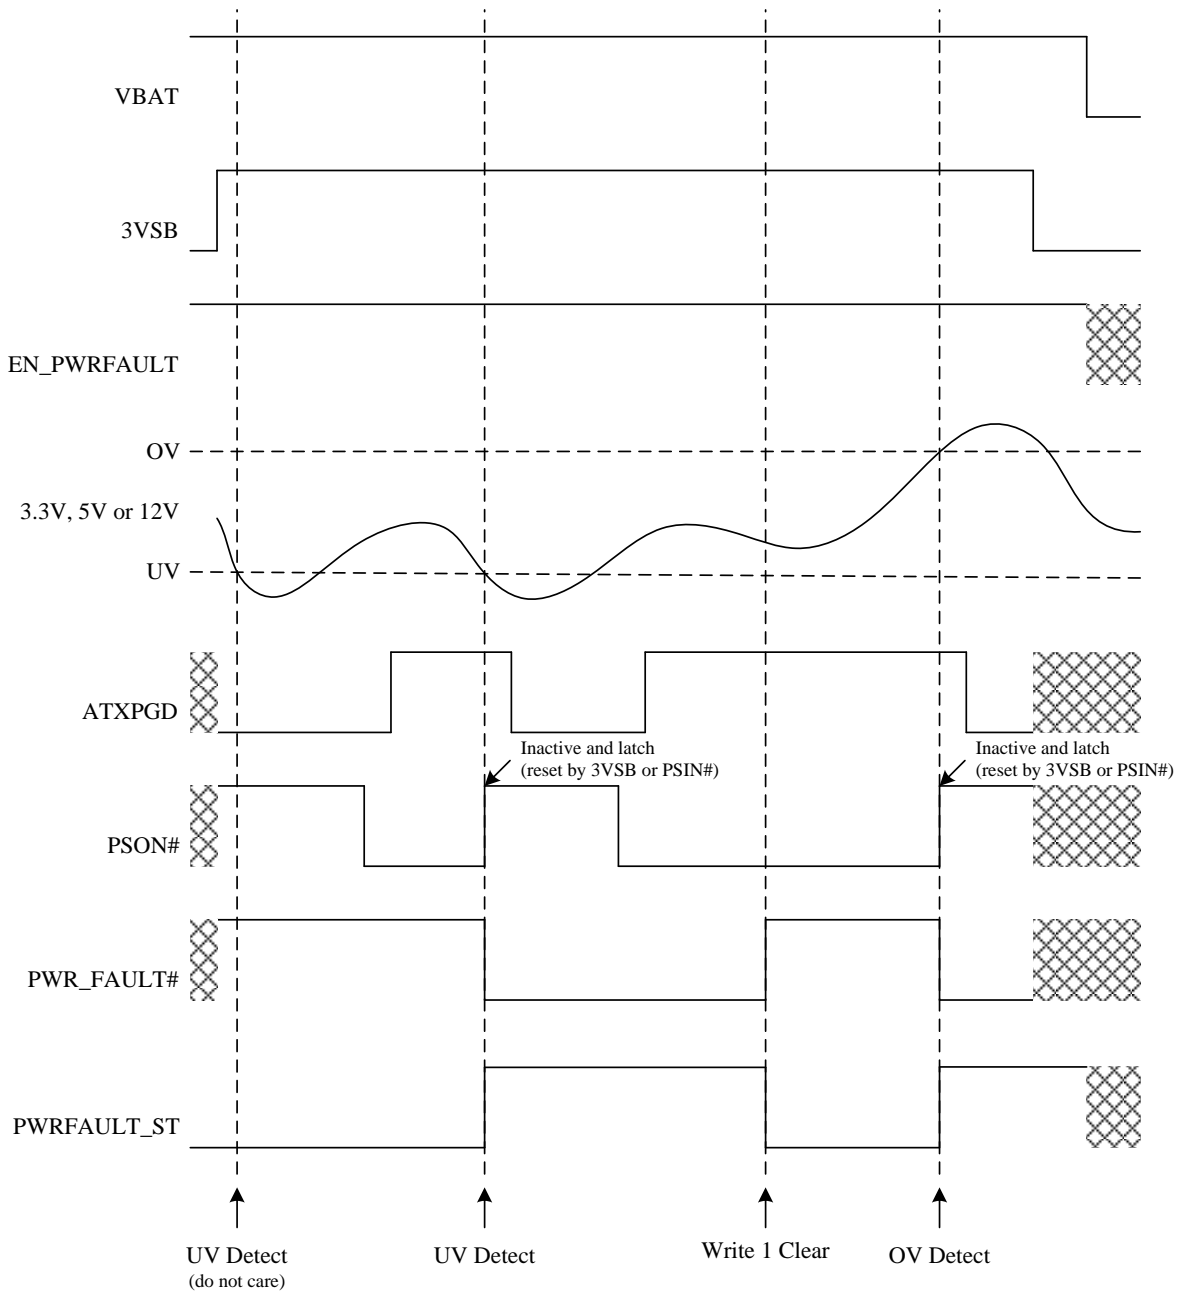 VBAT
3VSB
EN_PWRFAULT
OV
3.3V, 5V or 12V
UV
ATXPGD
Inactive and latch
(reset by 3VSB or PSIN#)
Inactive and latch
(reset by 3VSB or PSIN#)
PSON#
PWR_FAULT#
PWRFAULT_ST
UV Detect
(do not care)
UV Detect
Write 1 Clear
OV Detect